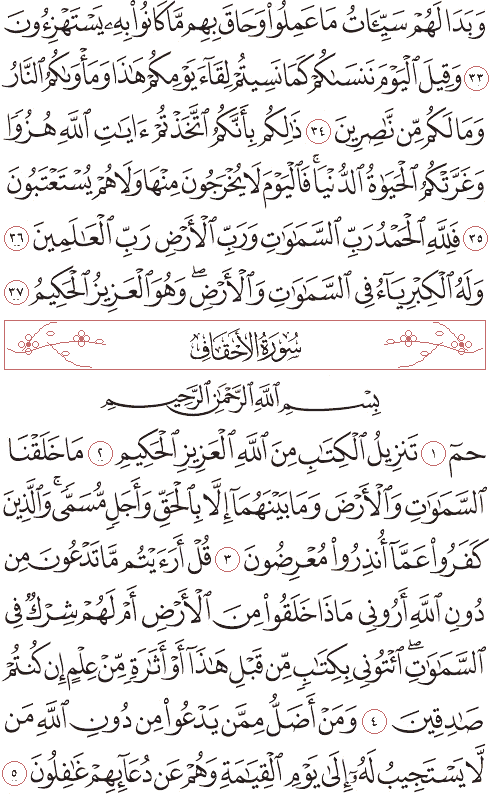 وَبَدَا لَهُمْ سَيِّـَٔاتُ مَا عَمِلُوا۟ وَحَاقَ بِهِم مَّا كَانُوا۟ بِهِۦ يَسْتَهْزِءُونَ
٣٣ وَقِيلَ ٱلْيَوْمَ نَنسَىٰكُمْ كَمَا نَسِيتُمْ لِقَآءَ يَوْمِكُمْ هَٰذَا وَمَأْوَىٰكُمُ ٱلنَّارُ
وَمَا لَكُم مِّن نَّٰصِرِينَ ٣٤ ذَٰلِكُم بِأَنَّكُمُ ٱتَّخَذْتُمْ ءَايَٰتِ ٱللَّهِ هُزُوًا
وَغَرَّتْكُمُ ٱلْحَيَوٰةُ ٱلدُّنْيَا ۚ فَٱلْيَوْمَ لَا يُخْرَجُونَ مِنْهَا وَلَا هُمْ يُسْتَعْتَبُونَ
٣٥ فَلِلَّهِ ٱلْحَمْدُ رَبِّ ٱلسَّمَٰوَٰتِ وَرَبِّ ٱلْأَرْضِ رَبِّ ٱلْعَٰلَمِينَ ٣٦
وَلَهُ ٱلْكِبْرِيَآءُ فِى ٱلسَّمَٰوَٰتِ وَٱلْأَرْضِ ۖ وَهُوَ ٱلْعَزِيزُ ٱلْحَكِيمُ ٣٧
سُورَةُ الأَحْقَافِ
بِسْمِ ٱللَّهِ ٱلرَّحْمَٰنِ ٱلرَّحِيمِ
حمٓ ١ تَنزِيلُ ٱلْكِتَٰبِ مِنَ ٱللَّهِ ٱلْعَزِيزِ ٱلْحَكِيمِ ٢ مَا خَلَقْنَا
ٱلسَّمَٰوَٰتِ وَٱلْأَرْضَ وَمَا بَيْنَهُمَآ إِلَّا بِٱلْحَقِّ وَأَجَلٍ مُّسَمًّى ۚ وَٱلَّذِينَ
كَفَرُوا۟ عَمَّآ أُنذِرُوا۟ مُعْرِضُونَ ٣ قُلْ أَرَءَيْتُم مَّا تَدْعُونَ مِن
دُونِ ٱللَّهِ أَرُونِى مَاذَا خَلَقُوا۟ مِنَ ٱلْأَرْضِ أَمْ لَهُمْ شِرْكٌ فِى
ٱلسَّمَٰوَٰتِ ۖ ٱئْتُونِى بِكِتَٰبٍ مِّن قَبْلِ هَٰذَآ أَوْ أَثَٰرَةٍ مِّنْ عِلْمٍ إِن كُنتُمْ
صَٰدِقِينَ ٤ وَمَنْ أَضَلُّ مِمَّن يَدْعُوا۟ مِن دُونِ ٱللَّهِ مَن
لَّا يَسْتَجِيبُ لَهُۥٓ إِلَىٰ يَوْمِ ٱلْقِيَٰمَةِ وَهُمْ عَن دُعَآئِهِمْ غَٰفِلُونَ ٥